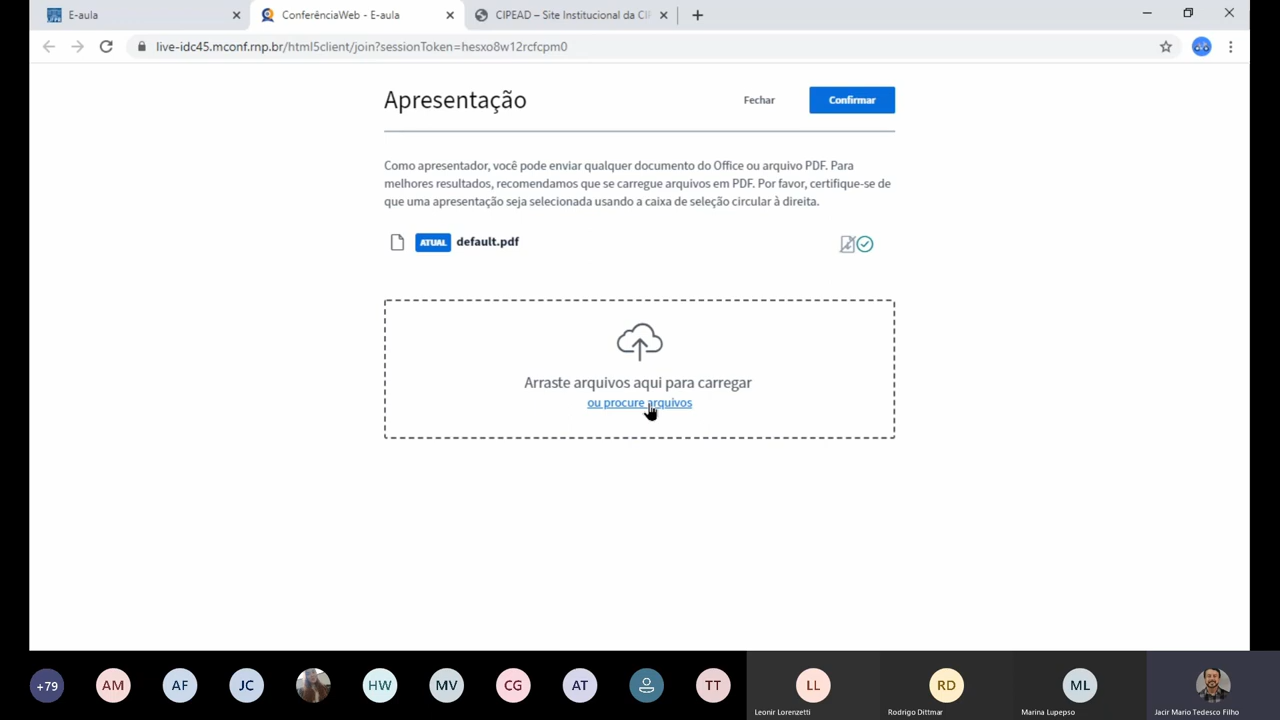 E-aula
ConferênciaWeb - E-aula
CIPEAD – Site Institucional da CIP
live-idc45.mconf.rnp.br/html5client/join?sessionToken=hesxo8w12rcfcpm0
Apresentação
Fechar
Confirmar
Como apresentador, você pode enviar qualquer documento do Office ou arquivo PDF. Para
melhores resultados, recomendamos que se carregue arquivos em PDF. Por favor, certifique-se de
que uma apresentação seja selecionada usando a caixa de seleção circular à direita.
ATUAL default.pdf
Arraste arquivos aqui para carregar
ou procure arquivos
+79
AM
AF
JC
HW
MV
CG
AT
TT
LL
RD
ML
Leonir Lorenzetti
Rodrigo Dittmar
Marina Lupepso
Jacir Mario Tedesco Filho